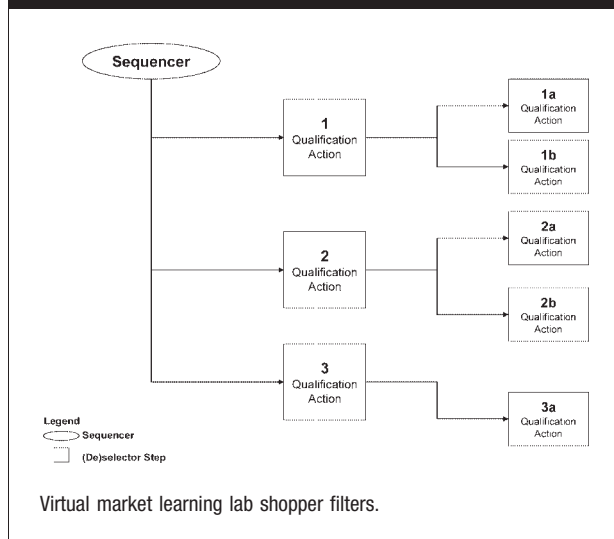 Sequencer
1
Qualification
Action
1a
Qualification
Action
1b
Qualification
Action
2
Qualification
Action
2a
Qualification
Action
2b
Qualification
Action
3
Qualification
Action
3a
Qualification
Action
Legend
Sequencer
(De)selector Step
Virtual market learning lab shopper filters.